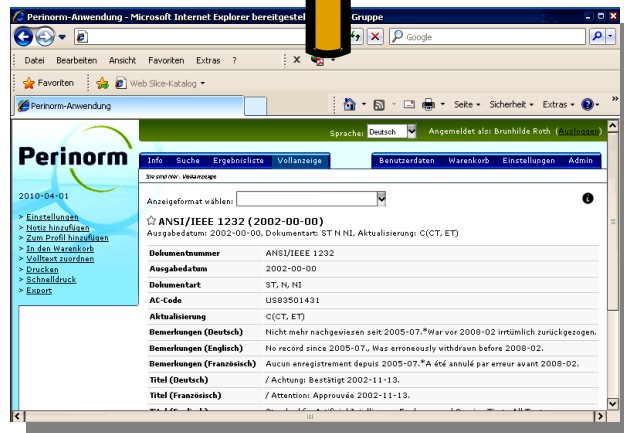 Perinorm-Anwendung - Microsoft Internet Explorer bereitgestel Gruppe
Google
Datei Bearbeiten Ansicht Favoriten Extras ? X
Favoriten Web Slice-Katalog
Perinorm-Anwendung Seite Sicherheit Extras
Sprache: Deutsch Angemeldet als: Brunhilde Roth (Ausloggen)
Perinorm
Info Suche Ergebnisliste Vollanzeige Benutzerdaten Warenkorb Einstellungen Admin
Sie sind hier: Vollanzeige
2010-04-01
> Einstellungen
> Notiz hinzufügen
> Zum Profil hinzufügen
> In den Warenkorb
> Volltext zuordnen
> Drucken
> Schnelldruck
> Export
Anzeigeformat wählen:
ANSI/IEEE 1232 (2002-00-00)
Ausgabedatum: 2002-00-00, Dokumentart: ST N NI, Aktualisierung: C(CT, ET)
Dokumentnummer ANSI/IEEE 1232
Ausgabedatum 2002-00-00
Dokumentart ST, N, NI
AC-Code US83501431
Aktualisierung C(CT, ET)
Bemerkungen (Deutsch) Nicht mehr nachgewiesen seit 2005-07.*War vor 2008-02 irrtümlich zurückgezogen.
Bemerkungen (Englisch) No record since 2005-07., Was erroneously withdrawn before 2008-02.
Bemerkungen (Französisch) Aucun enregistrement depuis 2005-07.*A été annulé par erreur avant 2008-02.
Titel (Deutsch) / Achtung: Bestätigt 2002-11-13.
Titel (Französisch) / Attention: Approuvée 2002-11-13.